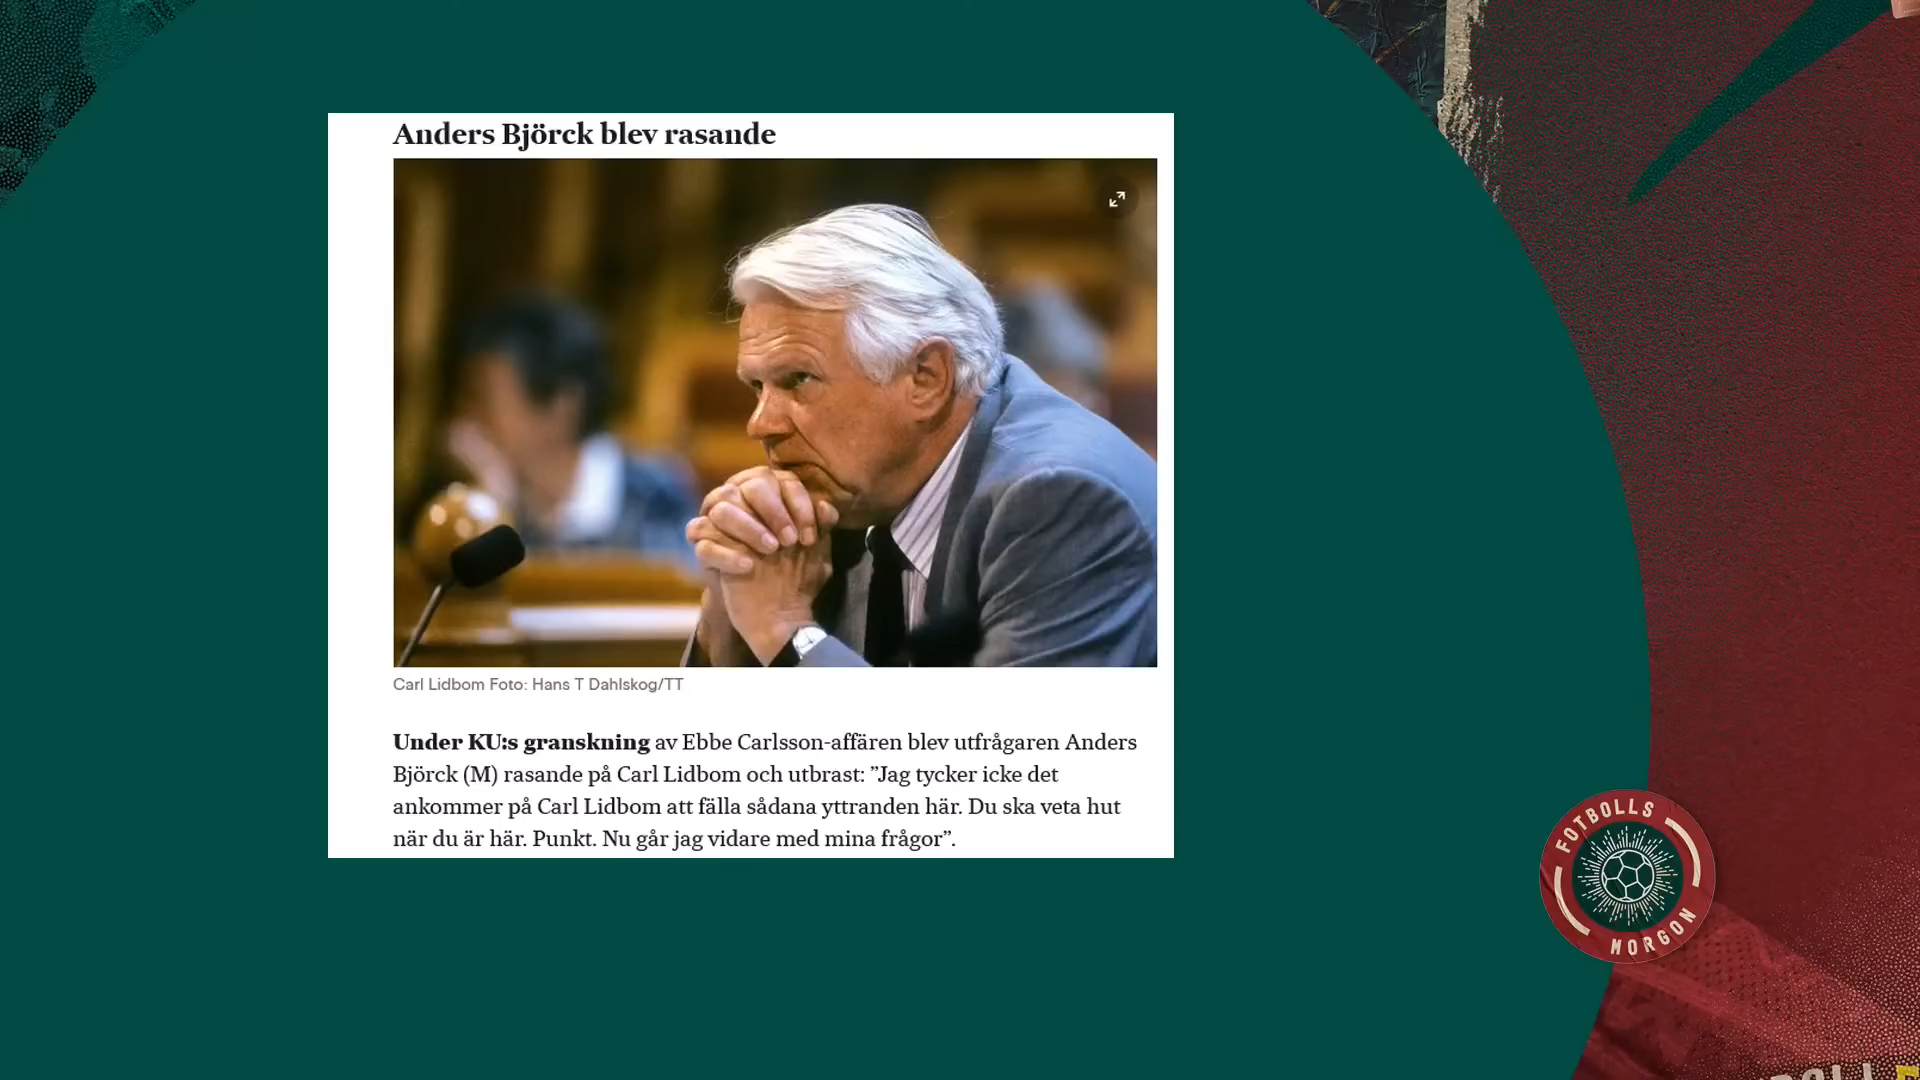 Anders Björck blev rasande
Carl Lidbom Foto: Hans T Dahlskog/TT
Under KU:s granskning av Ebbe Carlsson-affären blev utfrågaren Anders
Björck (M) rasande på Carl Lidbom och utbrast: ”Jag tycker icke det
ankommer på Carl Lidbom att fälla sådana yttranden här. Du ska veta hut
när du är här. Punkt. Nu går jag vidare med mina frågor”.
FOTBOLLS
MORGON